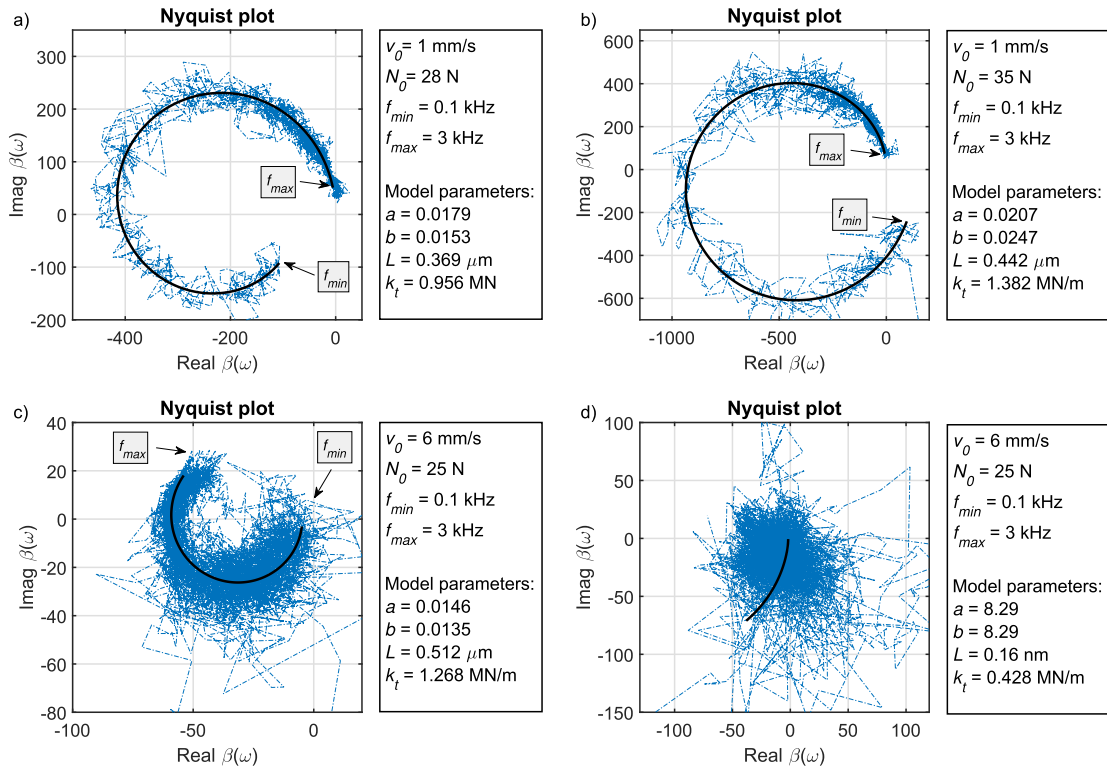 a)
Nyquist plot
300
200
100
0
-100
-200
-400
-200
0
Imag β(ω)
Real β(ω)
f_max
f_min
v_0= 1 mm/s
N_0 = 28 N
f_min = 0.1 kHz
f_max = 3 kHz
Model parameters:
a = 0.0179
b = 0.0153
L = 0.369 μm
k_t = 0.956 MN
b)
Nyquist plot
600
400
200
0
-200
-400
-600
-1000
-500
0
Imag β(ω)
Real β(ω)
f_max
f_min
v_0 = 1 mm/s
N_0 = 35 N
f_min = 0.1 kHz
f_max = 3 kHz
Model parameters:
a = 0.0207
b = 0.0247
L = 0.442 μm
k_t = 1.382 MN/m
c)
Nyquist plot
40
20
0
-20
-40
-60
-80
-100
-50
0
Imag β(ω)
Real β(ω)
f_max
f_min
v_0 = 6 mm/s
N_0 = 25 N
f_min = 0.1 kHz
f_max = 3 kHz
Model parameters:
a = 0.0146
b = 0.0135
L = 0.512 μm
k_t = 1.268 MN/m
d)
Nyquist plot
100
50
0
-50
-100
-150
-100
-50
0
50
100
Imag β(ω)
Real β(ω)
v_0 = 6 mm/s
N_0 = 25 N
f_min = 0.1 kHz
f_max = 3 kHz
Model parameters:
a = 8.29
b = 8.29
L = 0.16 nm
k_t = 0.428 MN/m